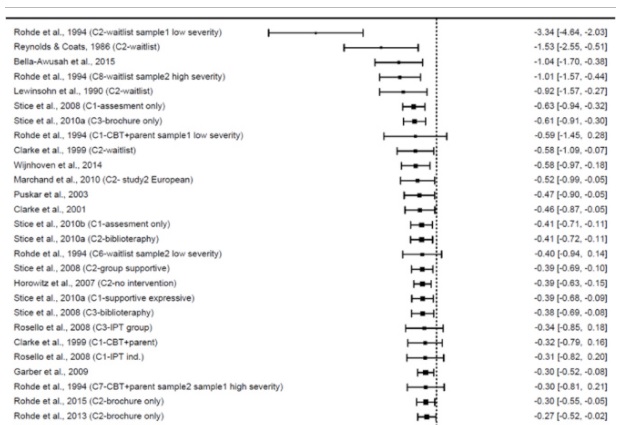 Rohde et al., 1994 (C2-waitlist sample1 low severity) -3.34 [-4.64, -2.03]
Reynolds & Coats, 1986 (C2-waitlist) -1.53 [-2.55, -0.51]
Bella-Awusah et al., 2015 -1.04 [-1.70, -0.38]
Rohde et al., 1994 (C8-waitlist sample2 high severity) -1.01 [-1.57, -0.44]
Lewinsohn et al., 1990 (C2-waitlist) -0.92 [-1.57, -0.27]
Stice et al., 2008 (C1-assesment only) -0.63 [-0.94, -0.32]
Stice et al., 2010a (C3-brochure only) -0.61 [-0.91, -0.30]
Rohde et al., 1994 (C1-CBT+parent sample1 low severity) -0.59 [-1.45, 0.28]
Clarke et al., 1999 (C2-waitlist) -0.58 [-1.09, -0.07]
Wijnhoven et al., 2014 -0.58 [-0.97, -0.18]
Marchand et al., 2010 (C2- study2 European) -0.52 [-0.99, -0.05]
Puskar et al., 2003 -0.47 [-0.90, -0.05]
Clarke et al., 2001 -0.46 [-0.87, -0.05]
Stice et al., 2010b (C1-assesment only) -0.41 [-0.71, -0.11]
Stice et al., 2010a (C2-biblioteraphy) -0.41 [-0.72, -0.11]
Rohde et al., 1994 (C6-waitlist sample2 low severity) -0.40 [-0.94, 0.14]
Stice et al., 2008 (C2-group supportive) -0.39 [-0.69, -0.10]
Horowitz et al., 2007 (C2-no intervention) -0.39 [-0.63, -0.15]
Stice et al., 2010a (C1-supportive expressive) -0.39 [-0.68, -0.09]
Stice et al., 2008 (C3-biblioteraphy) -0.38 [-0.69, -0.08]
Rosello et al., 2008 (C3-IPT group) -0.34 [-0.85, 0.18]
Clarke et al., 1999 (C1-CBT+parent) -0.32 [-0.79, 0.16]
Rosello et al., 2008 (C1-IPT ind.) -0.31 [-0.82, 0.20]
Garber et al., 2009 -0.30 [-0.52, -0.08]
Rohde et al., 1994 (C7-CBT+parent sample2 sample1 high severity) -0.30 [-0.81, 0.21]
Rohde et al., 2015 (C2-brochure only) -0.30 [-0.55, -0.05]
Rohde et al., 2013 (C2-brochure only) -0.27 [-0.52, -0.02]